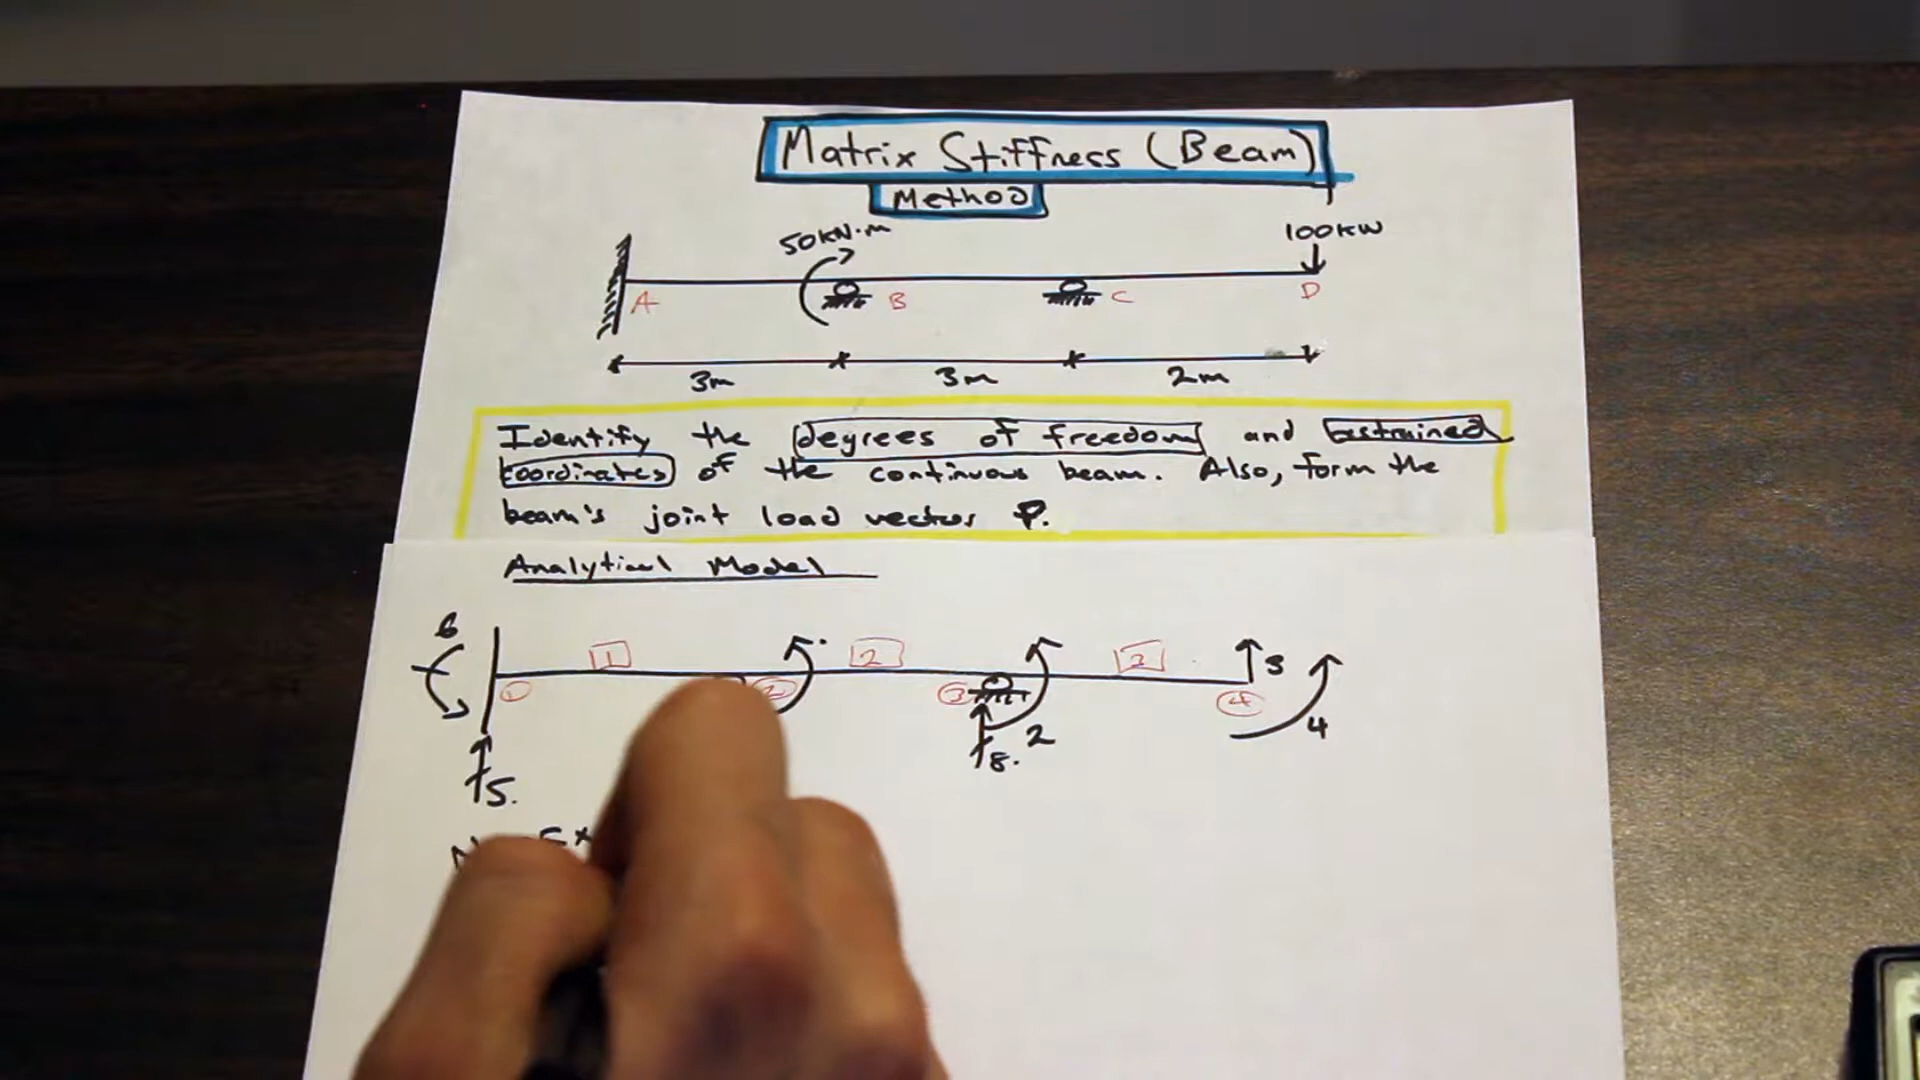 Matrix Stiffness (Beam)
Method
50KN·m
100KW
A
B
C
D
3m
3m
2m
Identify the degrees of freedom and restrained
coordinates of the continuous beam. Also, form the
beam's joint load vector P.
Analytical Model
6
1
2
3
3
1
2
3
4
4
2
8.
5.